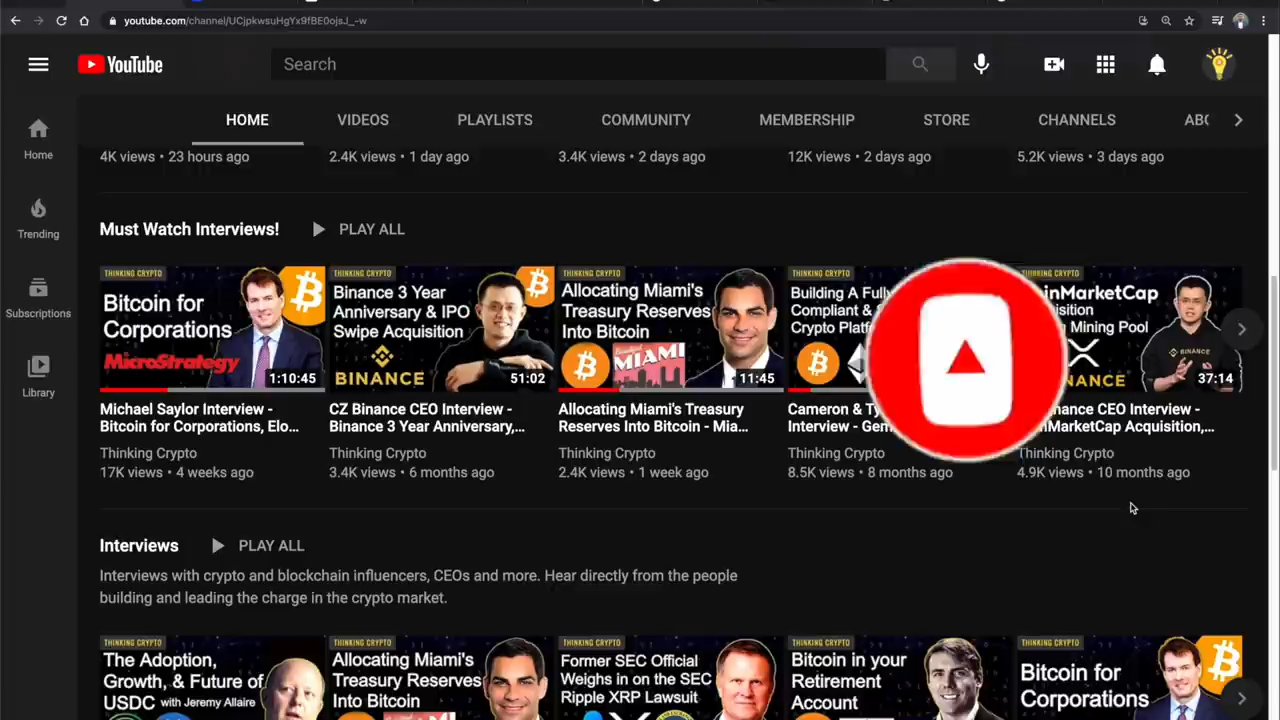 youtube.com/channel/UCjpkwsuHgYx9fBE0ojsJ_-w
YouTube
Search
HOME VIDEOS PLAYLISTS COMMUNITY MEMBERSHIP STORE CHANNELS
Home
Trending
Subscriptions
Library
4K views • 23 hours ago
2.4K views • 1 day ago
3.4K views • 2 days ago
12K views • 2 days ago
5.2K views • 3 days ago
Must Watch Interviews! PLAY ALL
THINKING CRYPTO
Bitcoin for
Corporations
MicroStrategy
1:10:45
Michael Saylor Interview -
Bitcoin for Corporations, Elo...
Thinking Crypto
17K views • 4 weeks ago
THINKING CRYPTO
Binance 3 Year
Anniversary & IPO
Swipe Acquisition
BINANCE
51:02
CZ Binance CEO Interview -
Binance 3 Year Anniversary,...
Thinking Crypto
3.4K views • 6 months ago
THINKING CRYPTO
Allocating Miami's
Treasury Reserves
Into Bitcoin
MIAMI
11:45
Allocating Miami's Treasury
Reserves Into Bitcoin - Mia...
Thinking Crypto
2.4K views • 1 week ago
THINKING CRYPTO
Building A Fully
Compliant &
Crypto
Cameron &
Interview -
Thinking Crypto
8.5K views • 8 months ago
THINKING CRYPTO
inMarketCap
Mining Pool
BINANCE
37:14
CEO Interview -
Acquisition,...
Thinking Crypto
4.9K views • 10 months ago
Interviews PLAY ALL
Interviews with crypto and blockchain influencers, CEOs and more. Hear directly from the people
building and leading the charge in the crypto market.
THINKING CRYPTO
The Adoption,
Growth, & Future of
USDC with Jeremy Allaire
THINKING CRYPTO
Allocating Miami's
Treasury Reserves
Into Bitcoin
THINKING CRYPTO
Former SEC Official
Weighs in on the SEC
Ripple XRP Lawsuit
THINKING CRYPTO
Bitcoin in your
Retirement
Account
THINKING CRYPTO
Bitcoin for
Corporations